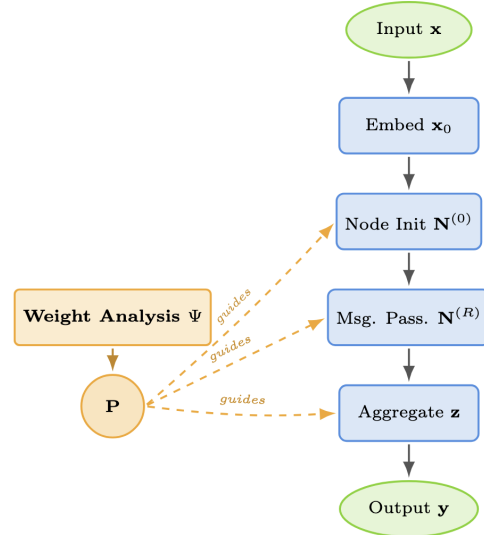 Input x
Embed x₀
Node Init N⁽⁰⁾
guides
Weight Analysis Ψ
Msg. Pass. N⁽ᴿ⁾
guides
P
guides
Aggregate z
Output y